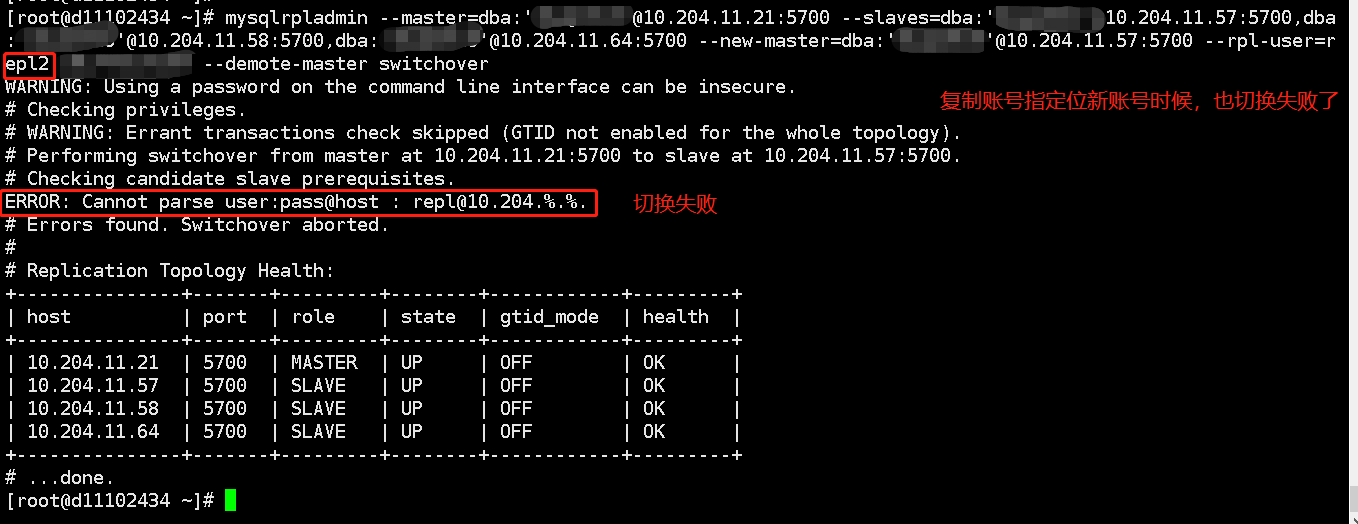 [root@d11102434 ~]# mysqlrpladmin --master=dba:' @10.204.11.21:5700 --slaves=dba:' 10.204.11.57:5700,dba
: '@10.204.11.58:5700,dba: '@10.204.11.64:5700 --new-master=dba:' '@10.204.11.57:5700 --rpl-user=r
epl2 --demote-master switchover
WARNING: Using a password on the command line interface can be insecure.
# Checking privileges.
复制账号指定位新账号时候，也切换失败了
# WARNING: Errant transactions check skipped (GTID not enabled for the whole topology).
# Performing switchover from master at 10.204.11.21:5700 to slave at 10.204.11.57:5700.
# Checking candidate slave prerequisites.
ERROR: Cannot parse user:pass@host : repl@10.204.%.%.
切换失败
# Errors found. Switchover aborted.
#
# Replication Topology Health:
+---------------+-------+---------+--------+------------+---------+
| host | port | role | state | gtid_mode | health |
+---------------+-------+---------+--------+------------+---------+
| 10.204.11.21 | 5700 | MASTER | UP | OFF | OK |
| 10.204.11.57 | 5700 | SLAVE | UP | OFF | OK |
| 10.204.11.58 | 5700 | SLAVE | UP | OFF | OK |
| 10.204.11.64 | 5700 | SLAVE | UP | OFF | OK |
+---------------+-------+---------+--------+------------+---------+
# ...done.
[root@d11102434 ~]#